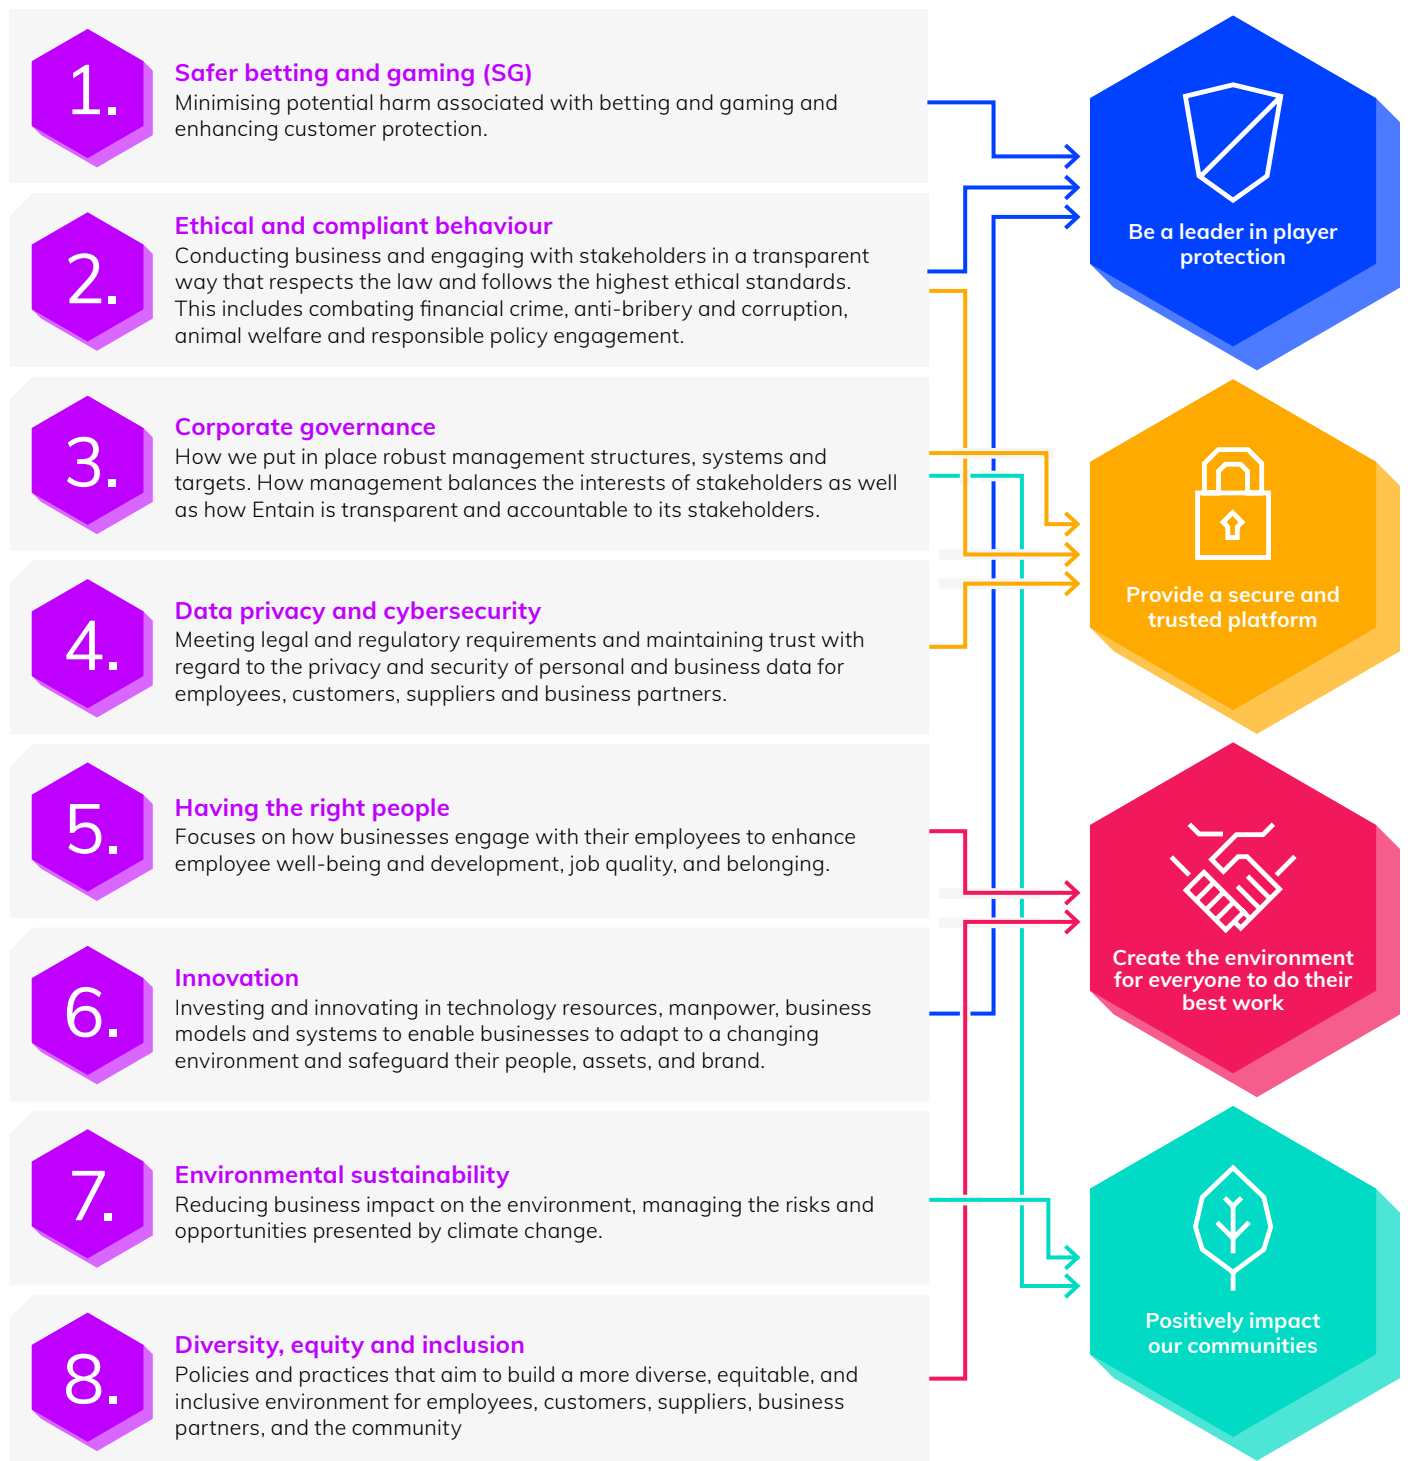 1.
Safer betting and gaming (SG)
Minimising potential harm associated with betting and gaming and
enhancing customer protection.
2.
Ethical and compliant behaviour
Conducting business and engaging with stakeholders in a transparent
way that respects the law and follows the highest ethical standards.
This includes combating financial crime, anti-bribery and corruption,
animal welfare and responsible policy engagement.
3.
Corporate governance
How we put in place robust management structures, systems and
targets. How management balances the interests of stakeholders as well
as how Entain is transparent and accountable to its stakeholders.
4.
Data privacy and cybersecurity
Meeting legal and regulatory requirements and maintaining trust with
regard to the privacy and security of personal and business data for
employees, customers, suppliers and business partners.
5.
Having the right people
Focuses on how businesses engage with their employees to enhance
employee well-being and development, job quality, and belonging.
6.
Innovation
Investing and innovating in technology resources, manpower, business
models and systems to enable businesses to adapt to a changing
environment and safeguard their people, assets, and brand.
7.
Environmental sustainability
Reducing business impact on the environment, managing the risks and
opportunities presented by climate change.
8.
Diversity, equity and inclusion
Policies and practices that aim to build a more diverse, equitable, and
inclusive environment for employees, customers, suppliers, business
partners, and the community
Be a leader in player
protection
Provide a secure and
trusted platform
Create the environment
for everyone to do their
best work
Positively impact
our communities